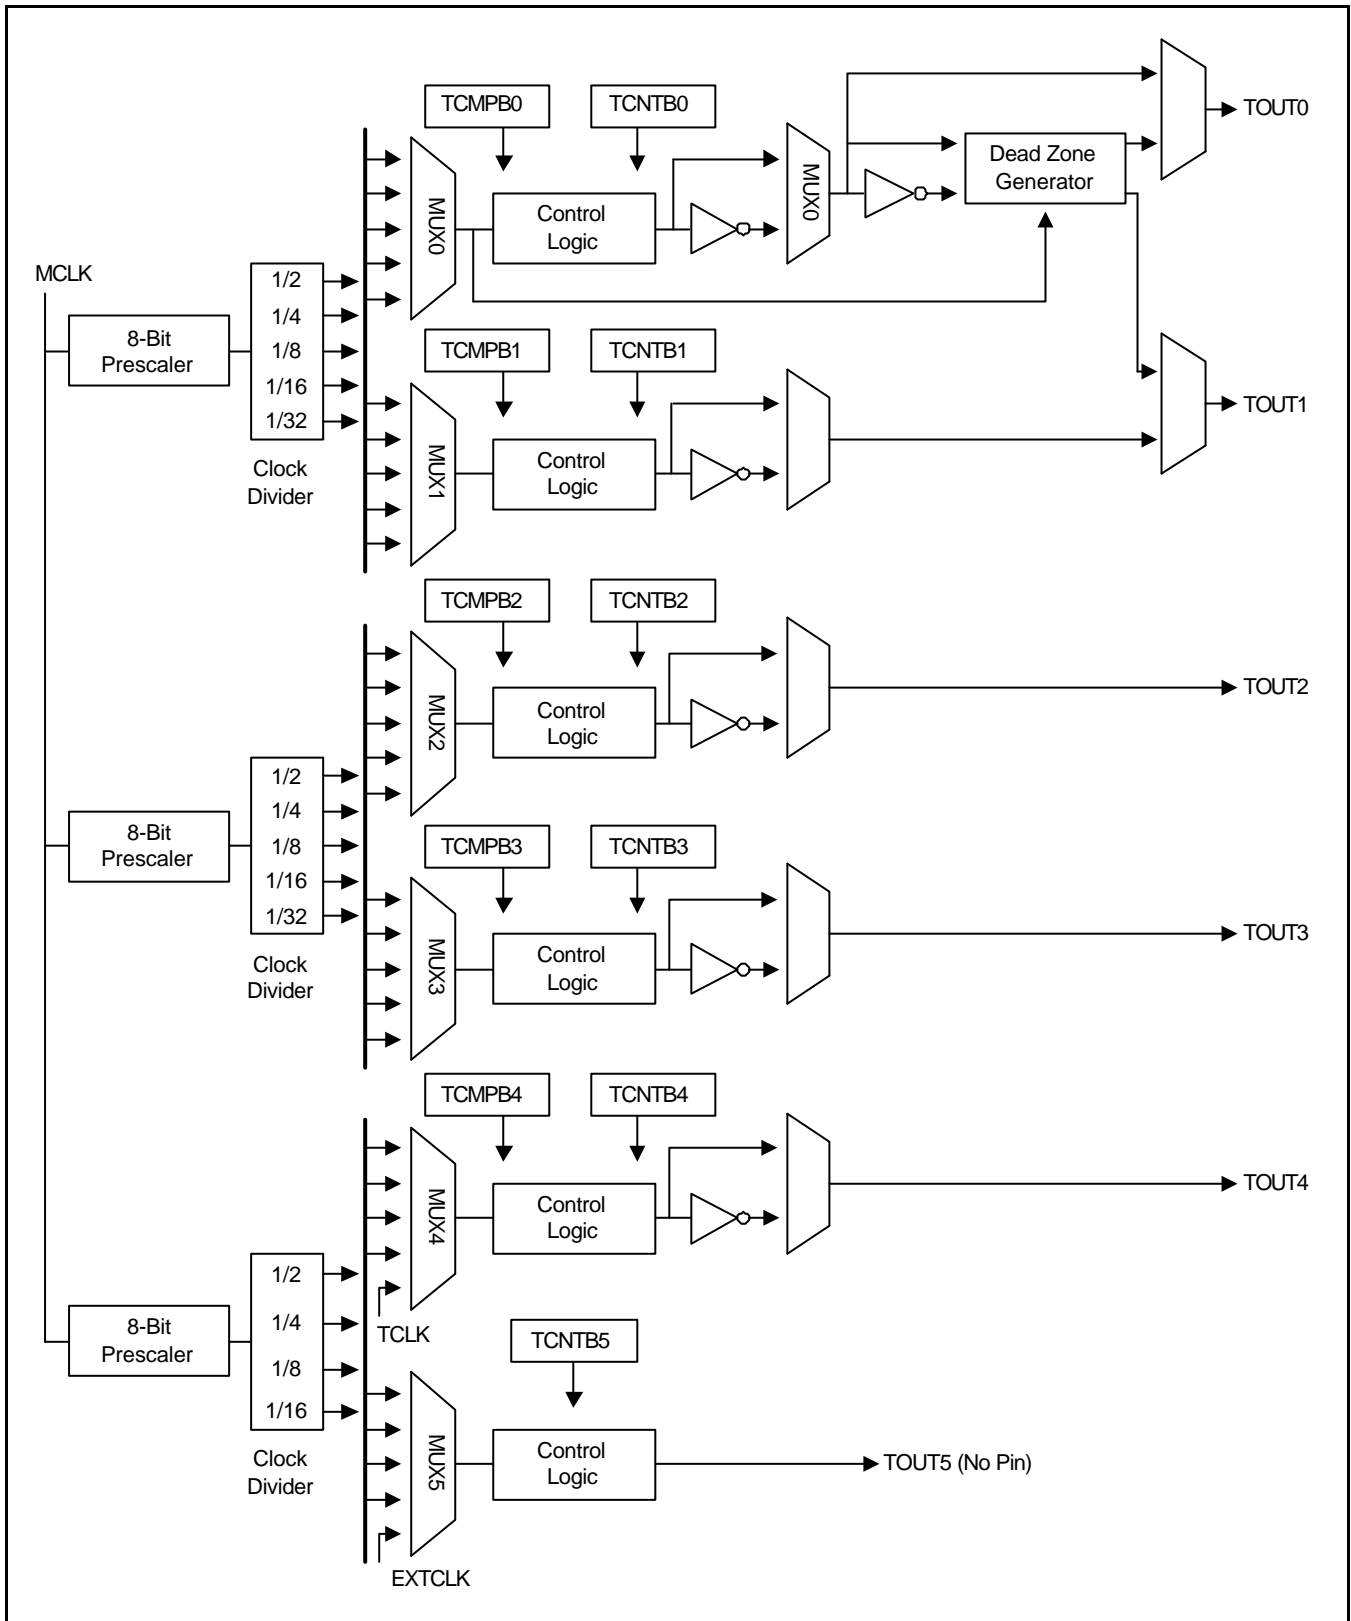 TCMPB0
TCNTB0
TOUT0
Dead Zone
Generator
MUX0
Control
Logic
MUX0
MCLK
8-Bit
Prescaler
1/2
1/4
1/8
1/16
1/32
Clock
Divider
TCMPB1
TCNTB1
MUX1
Control
Logic
TOUT1
TCMPB2
TCNTB2
MUX2
Control
Logic
TOUT2
8-Bit
Prescaler
1/2
1/4
1/8
1/16
1/32
Clock
Divider
TCMPB3
TCNTB3
MUX3
Control
Logic
TOUT3
TCMPB4
TCNTB4
MUX4
Control
Logic
TOUT4
TCLK
8-Bit
Prescaler
1/2
1/4
1/8
1/16
Clock
Divider
TCNTB5
MUX5
Control
Logic
TOUT5 (No Pin)
EXTCLK